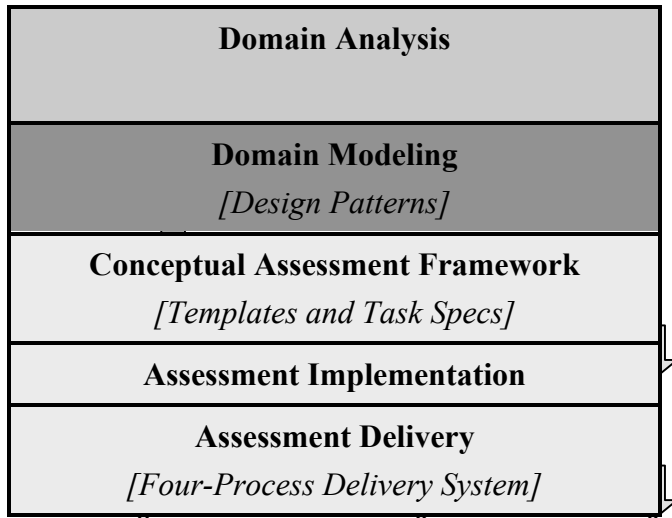 Domain Analysis
Domain Modeling
[Design Patterns]
Conceptual Assessment Framework
[Templates and Task Specs]
Assessment Implementation
Assessment Delivery
[Four-Process Delivery System]